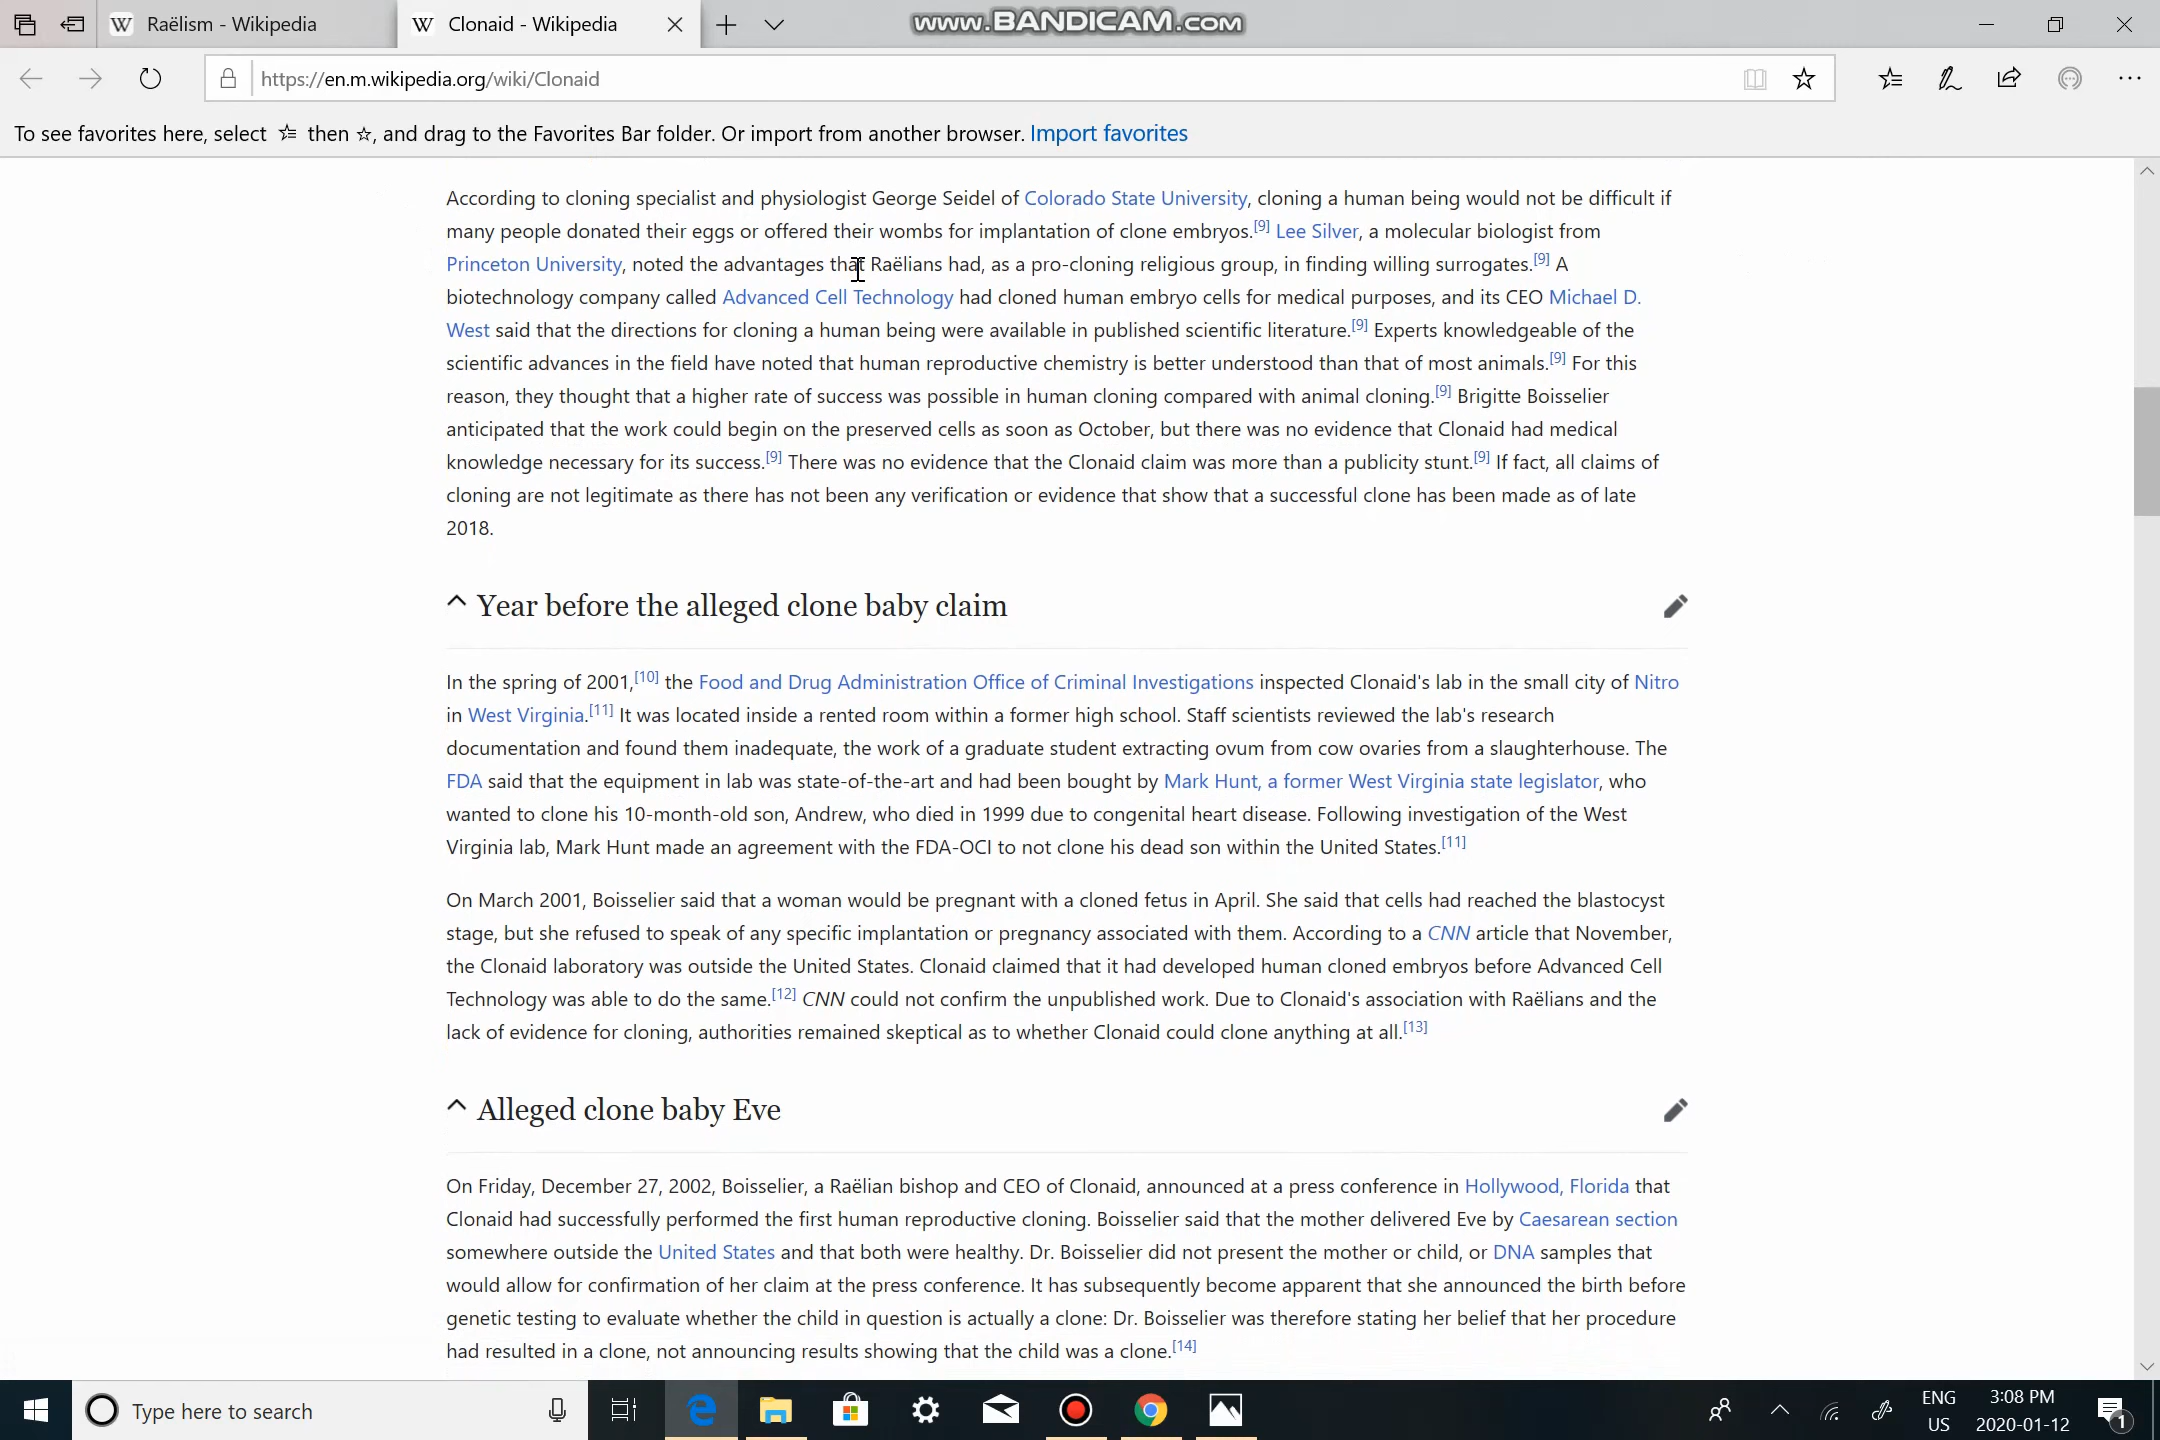 Raëlism - Wikipedia
Clonaid - Wikipedia
www.BANDICAM.com
https://en.m.wikipedia.org/wiki/Clonaid
To see favorites here, select then ☆, and drag to the Favorites Bar folder. Or import from another browser. Import favorites
According to cloning specialist and physiologist George Seidel of Colorado State University, cloning a human being would not be difficult if
many people donated their eggs or offered their wombs for implantation of clone embryos.[9] Lee Silver, a molecular biologist from
Princeton University, noted the advantages that Raëlians had, as a pro-cloning religious group, in finding willing surrogates.[9] A
biotechnology company called Advanced Cell Technology had cloned human embryo cells for medical purposes, and its CEO Michael D.
West said that the directions for cloning a human being were available in published scientific literature.[9] Experts knowledgeable of the
scientific advances in the field have noted that human reproductive chemistry is better understood than that of most animals.[9] For this
reason, they thought that a higher rate of success was possible in human cloning compared with animal cloning.[9] Brigitte Boisselier
anticipated that the work could begin on the preserved cells as soon as October, but there was no evidence that Clonaid had medical
knowledge necessary for its success.[9] There was no evidence that the Clonaid claim was more than a publicity stunt.[9] If fact, all claims of
cloning are not legitimate as there has not been any verification or evidence that show that a successful clone has been made as of late
2018.
Year before the alleged clone baby claim
In the spring of 2001,[10] the Food and Drug Administration Office of Criminal Investigations inspected Clonaid's lab in the small city of Nitro
in West Virginia.[11] It was located inside a rented room within a former high school. Staff scientists reviewed the lab's research
documentation and found them inadequate, the work of a graduate student extracting ovum from cow ovaries from a slaughterhouse. The
FDA said that the equipment in lab was state-of-the-art and had been bought by Mark Hunt, a former West Virginia state legislator, who
wanted to clone his 10-month-old son, Andrew, who died in 1999 due to congenital heart disease. Following investigation of the West
Virginia lab, Mark Hunt made an agreement with the FDA-OCI to not clone his dead son within the United States.[11]
On March 2001, Boisselier said that a woman would be pregnant with a cloned fetus in April. She said that cells had reached the blastocyst
stage, but she refused to speak of any specific implantation or pregnancy associated with them. According to a CNN article that November,
the Clonaid laboratory was outside the United States. Clonaid claimed that it had developed human cloned embryos before Advanced Cell
Technology was able to do the same.[12] CNN could not confirm the unpublished work. Due to Clonaid's association with Raëlians and the
lack of evidence for cloning, authorities remained skeptical as to whether Clonaid could clone anything at all.[13]
Alleged clone baby Eve
On Friday, December 27, 2002, Boisselier, a Raëlian bishop and CEO of Clonaid, announced at a press conference in Hollywood, Florida that
Clonaid had successfully performed the first human reproductive cloning. Boisselier said that the mother delivered Eve by Caesarean section
somewhere outside the United States and that both were healthy. Dr. Boisselier did not present the mother or child, or DNA samples that
would allow for confirmation of her claim at the press conference. It has subsequently become apparent that she announced the birth before
genetic testing to evaluate whether the child in question is actually a clone: Dr. Boisselier was therefore stating her belief that her procedure
had resulted in a clone, not announcing results showing that the child was a clone.[14]
Type here to search
ENG
US
3:08 PM
2020-01-12
1